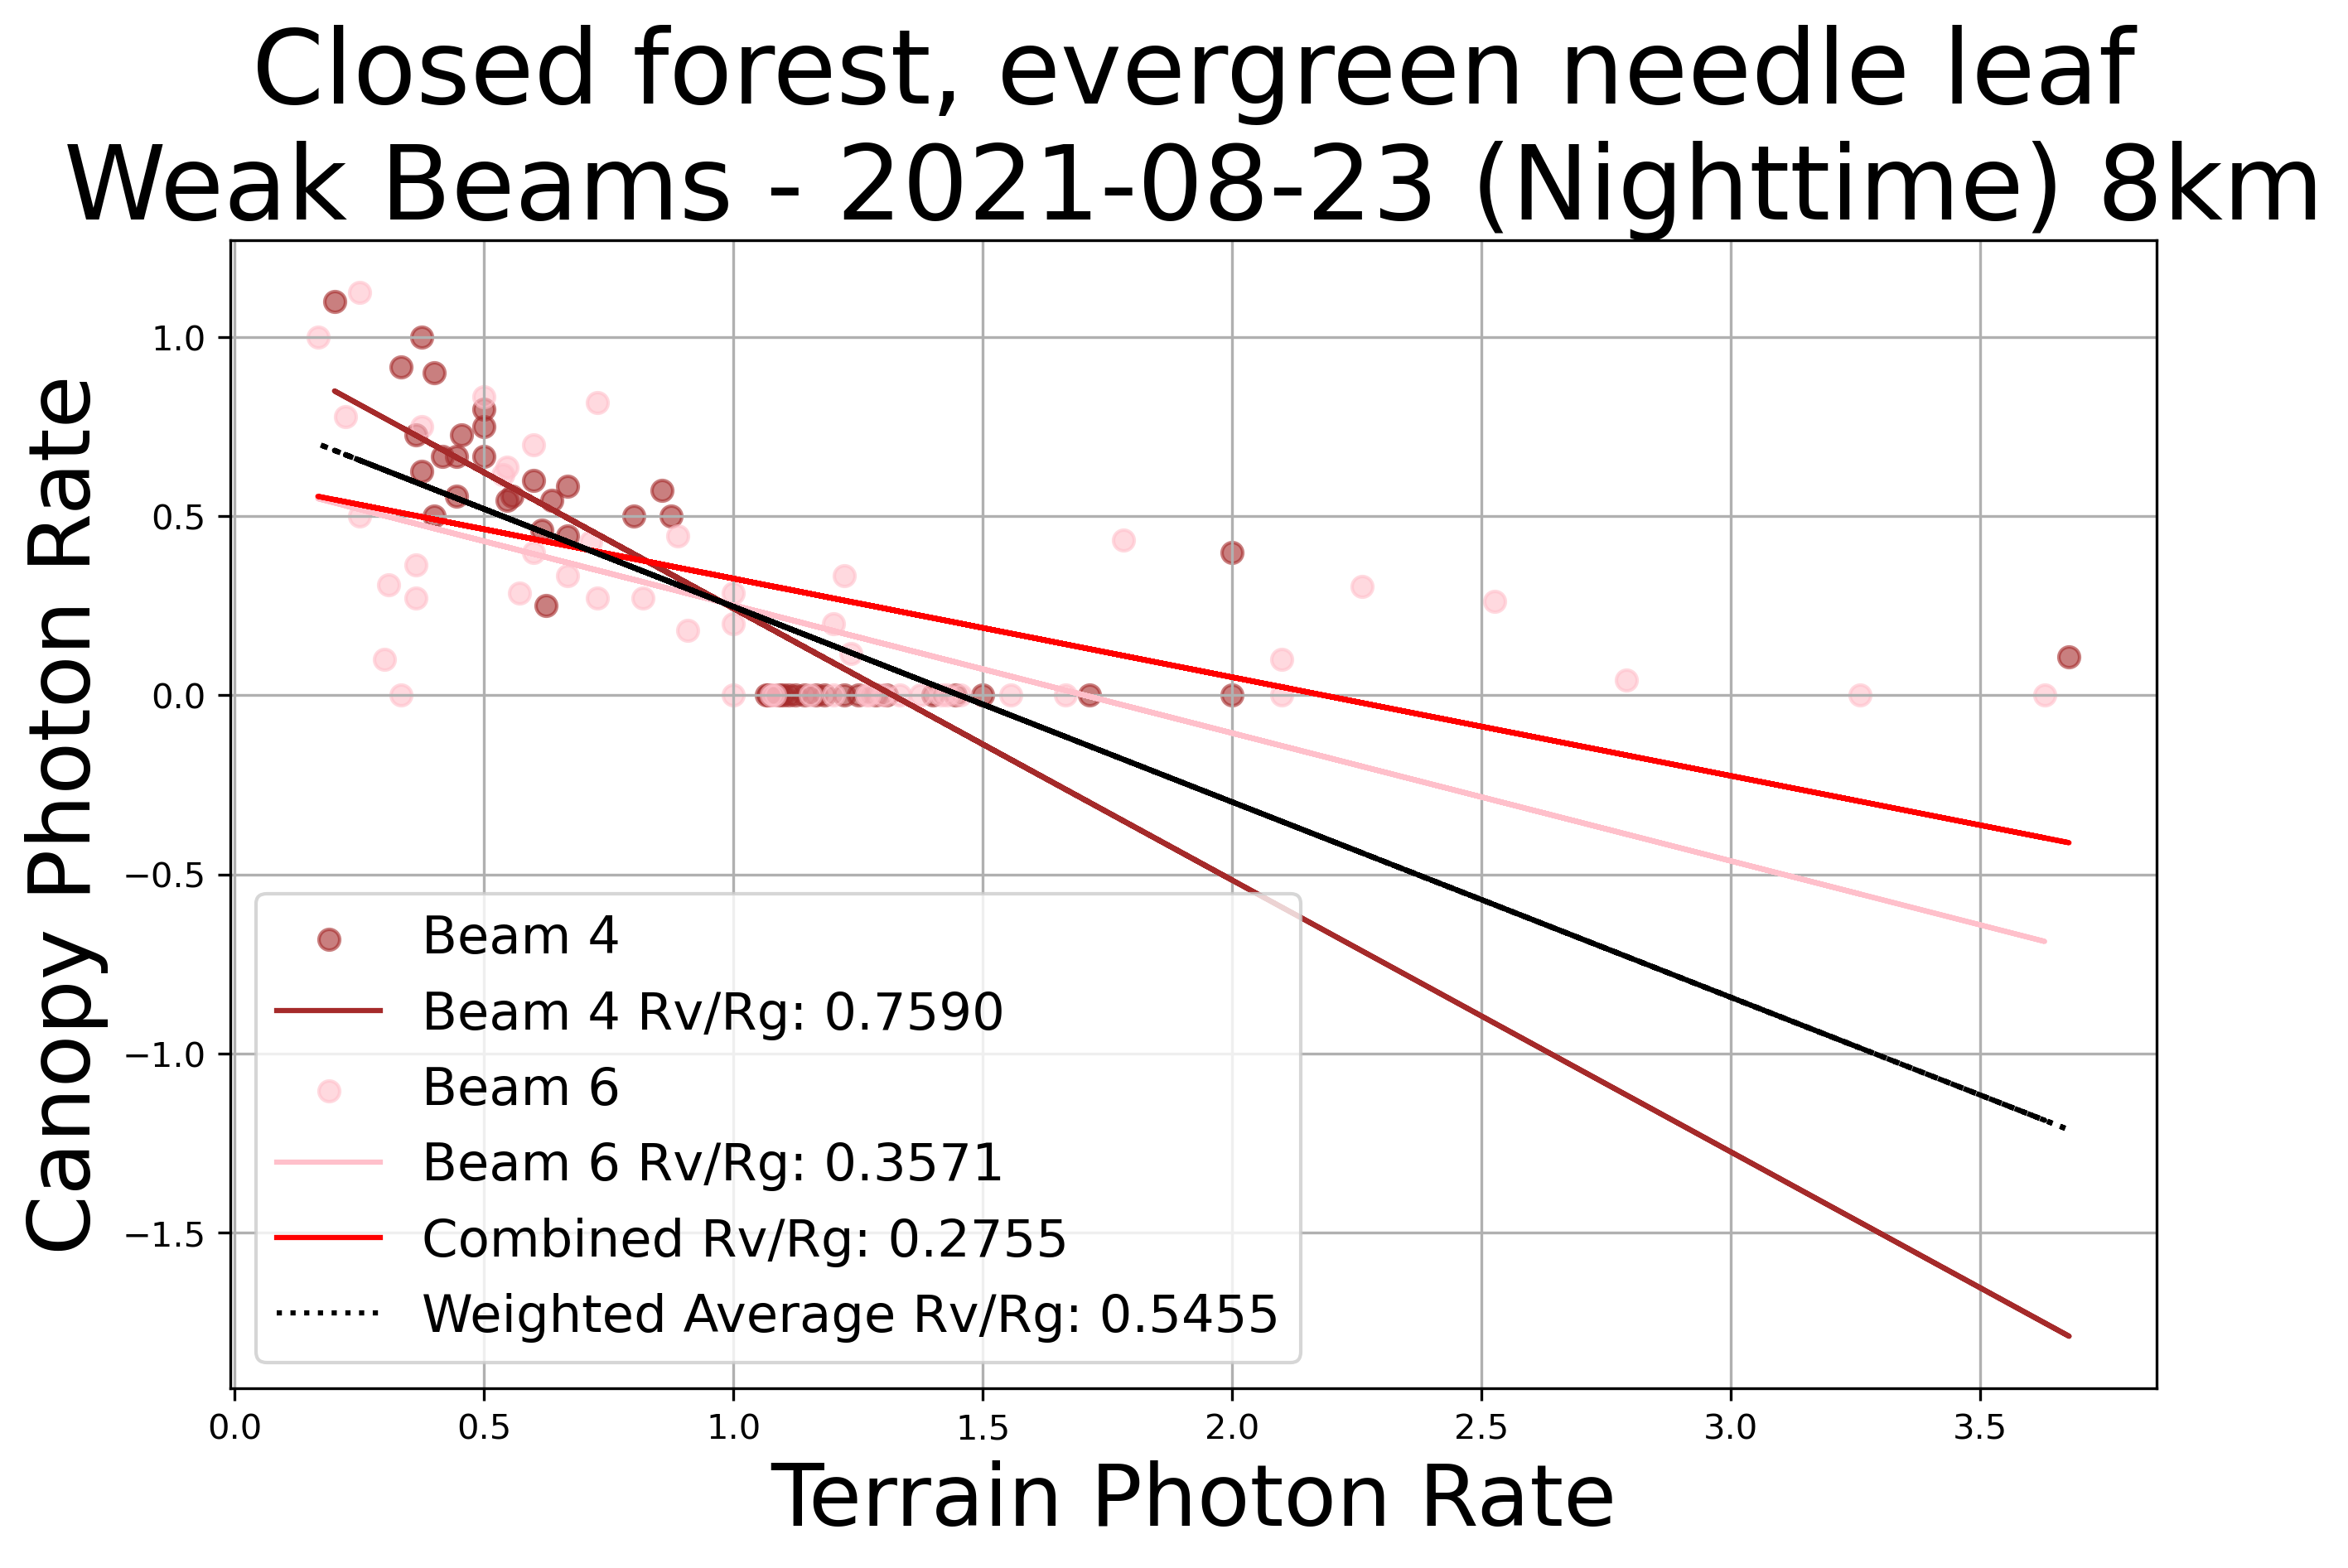 Closed forest, evergreen needle leaf
Weak Beams - 2021-08-23 (Nighttime) 8km
Canopy Photon Rate
1.0
0.5
0.0
−0.5
−1.0
−1.5
Beam 4
Beam 4 Rv/Rg: 0.7590
Beam 6
Beam 6 Rv/Rg: 0.3571
Combined Rv/Rg: 0.2755
Weighted Average Rv/Rg: 0.5455
0.0 0.5 1.0 1.5 2.0 2.5 3.0 3.5
Terrain Photon Rate